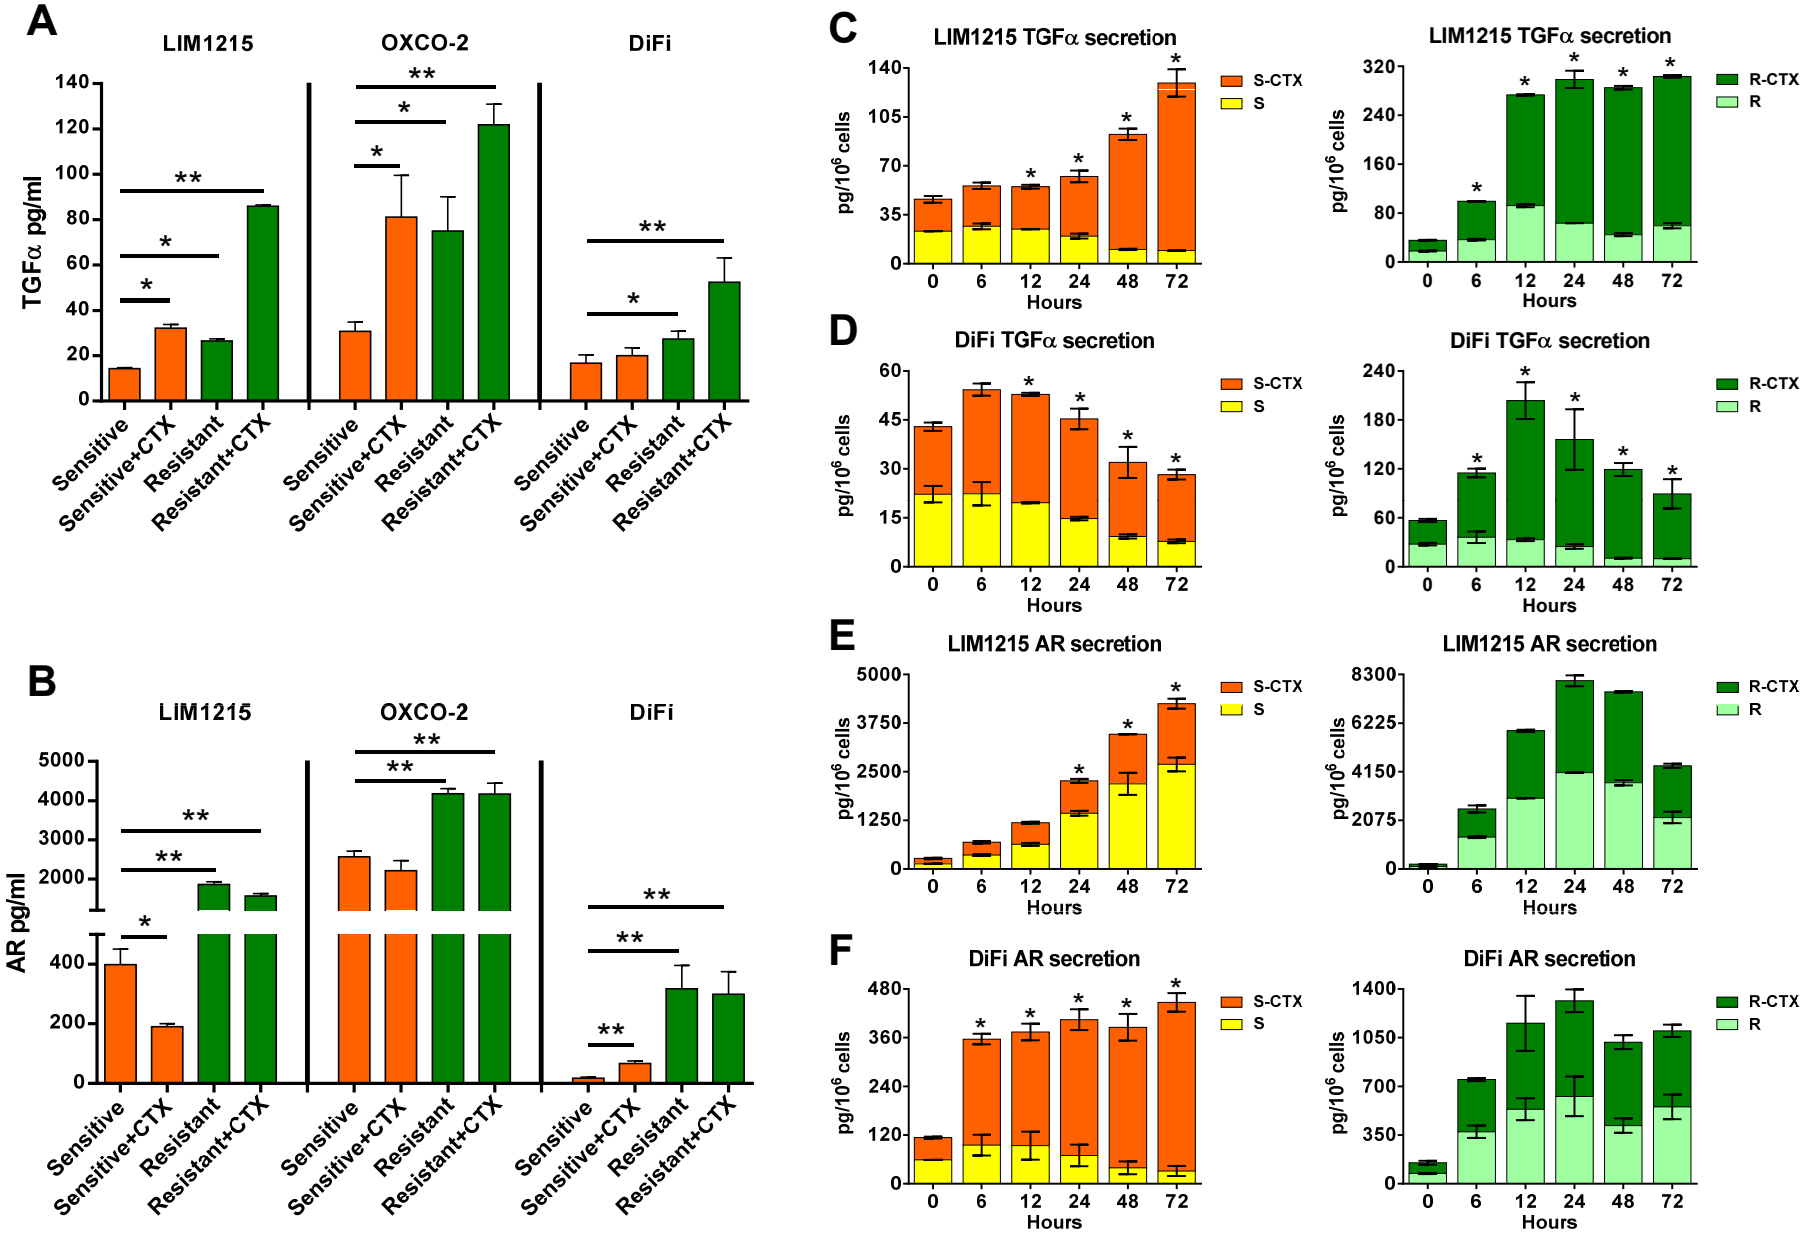 A
LIM1215
OXCO-2
DiFi
TGFα pg/ml
140
120
100
80
60
40
20
0
**
*
*
**
*
*
**
*
Sensitive
Sensitive+CTX
Resistant
Resistant+CTX
Sensitive
Sensitive+CTX
Resistant
Resistant+CTX
Sensitive
Sensitive+CTX
Resistant
Resistant+CTX
B
LIM1215
OXCO-2
DiFi
AR pg/ml
5000
4000
3000
2000
400
200
0
**
**
*
**
**
**
**
**
Sensitive
Sensitive+CTX
Resistant
Resistant+CTX
Sensitive
Sensitive+CTX
Resistant
Resistant+CTX
Sensitive
Sensitive+CTX
Resistant
Resistant+CTX
C
LIM1215 TGFα secretion
pg/10⁶ cells
140
105
70
35
0
* * * *
0 6 12 24 48 72
Hours
S-CTX
S
LIM1215 TGFα secretion
pg/10⁶ cells
320
240
160
80
0
* * * * *
0 6 12 24 48 72
Hours
R-CTX
R
D
DiFi TGFα secretion
pg/10⁶ cells
60
45
30
15
0
* * * *
0 6 12 24 48 72
Hours
S-CTX
S
DiFi TGFα secretion
pg/10⁶ cells
240
180
120
60
0
* * * * *
0 6 12 24 48 72
Hours
R-CTX
R
E
LIM1215 AR secretion
pg/10⁶ cells
5000
3750
2500
1250
0
* * *
0 6 12 24 48 72
Hours
S-CTX
S
LIM1215 AR secretion
pg/10⁶ cells
8300
6225
4150
2075
0
0 6 12 24 48 72
Hours
R-CTX
R
F
DiFi AR secretion
pg/10⁶ cells
480
360
240
120
0
* * * * *
0 6 12 24 48 72
Hours
S-CTX
S
DiFi AR secretion
pg/10⁶ cells
1400
1050
700
350
0
0 6 12 24 48 72
Hours
R-CTX
R